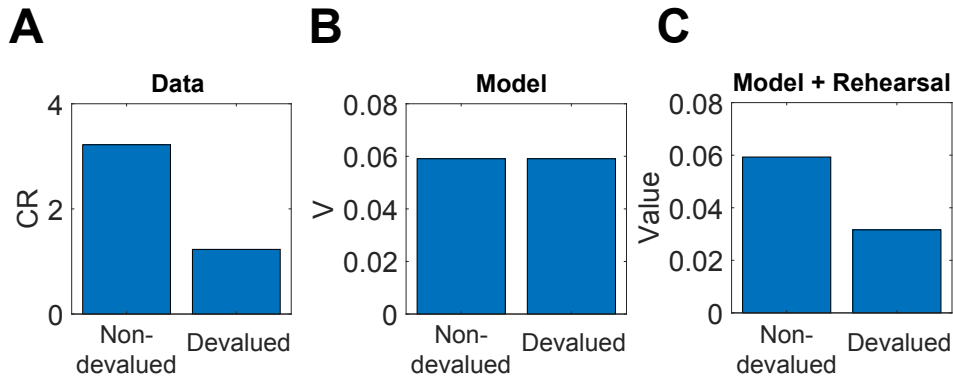 A
Data
CR
4
2
0
Non-
devalued
Devalued
B
Model
V
0.08
0.06
0.04
0.02
0
Non-
devalued
Devalued
C
Model + Rehearsal
Value
0.08
0.06
0.04
0.02
0
Non-
devalued
Devalued